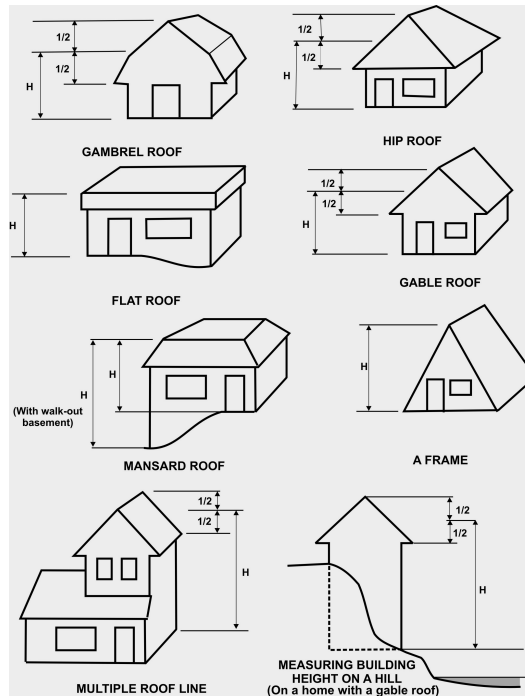 1/2
1/2
H
GAMBREL ROOF
1/2
1/2
H
HIP ROOF
H
FLAT ROOF
1/2
1/2
H
GABLE ROOF
H
H
(With walk-out
basement)
MANSARD ROOF
H
A FRAME
1/2
1/2
H
MULTIPLE ROOF LINE
1/2
1/2
H
MEASURING BUILDING
HEIGHT ON A HILL
(On a home with a gable roof)